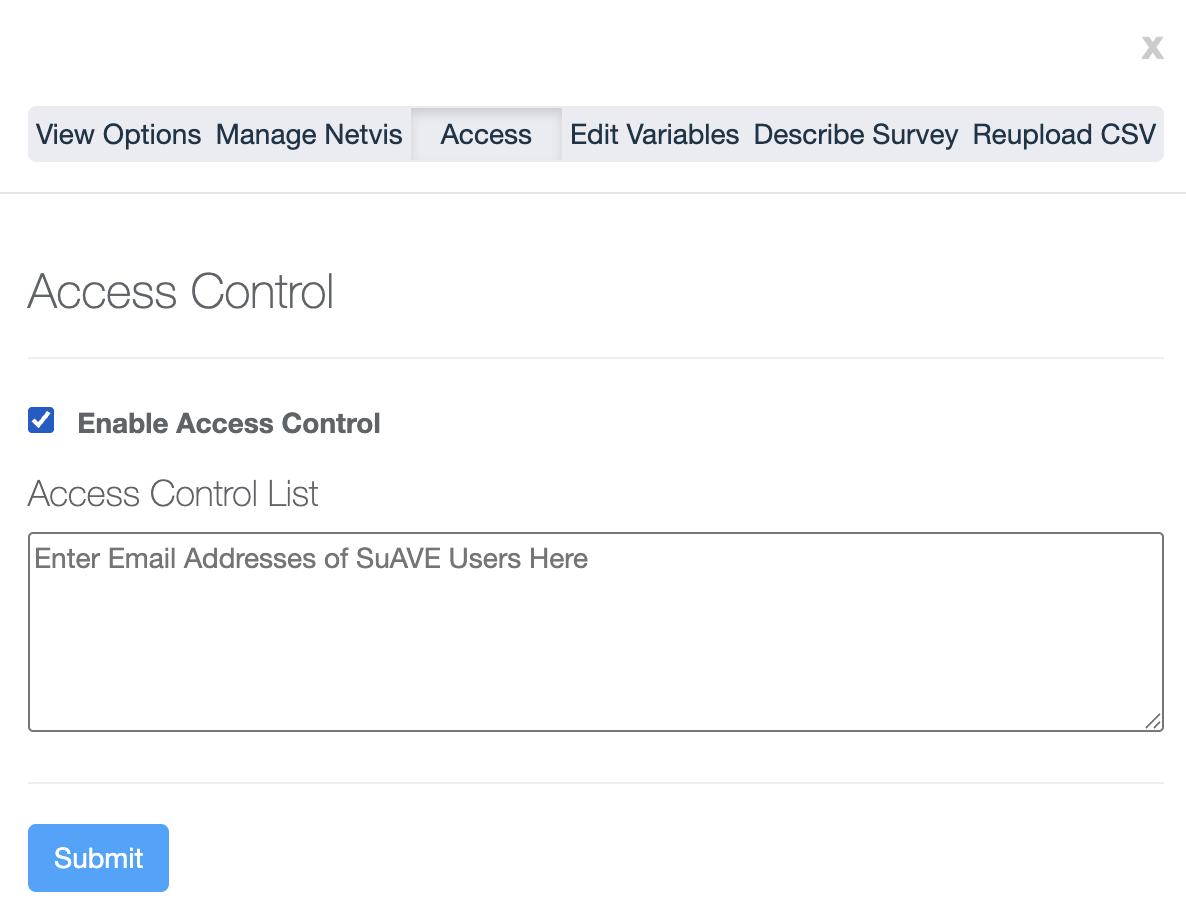 x
View Options Manage Netvis Access Edit Variables Describe Survey Reupload CSV
Access Control
Enable Access Control
Access Control List
Enter Email Addresses of SuAVE Users Here
Submit